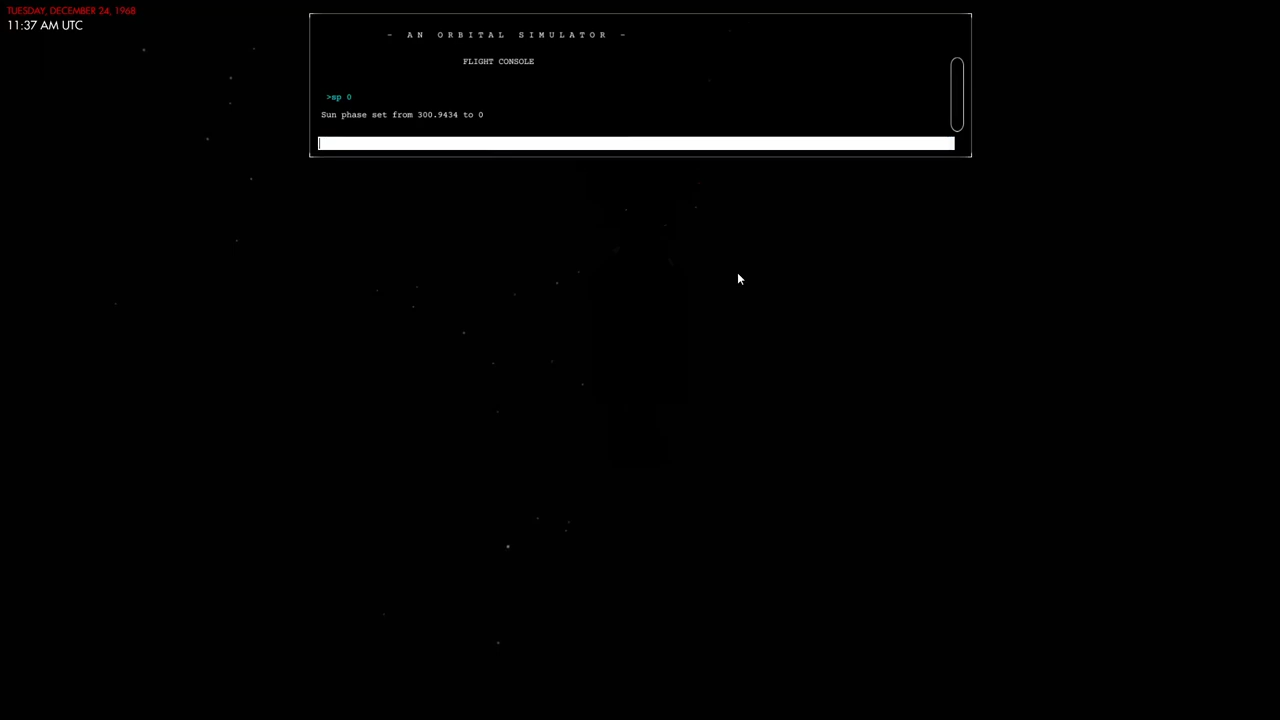 TUESDAY, DECEMBER 24, 1968
11:37 AM UTC
- AN ORBITAL SIMULATOR -
FLIGHT CONSOLE
>sp 0
Sun phase set from 300.9434 to 0